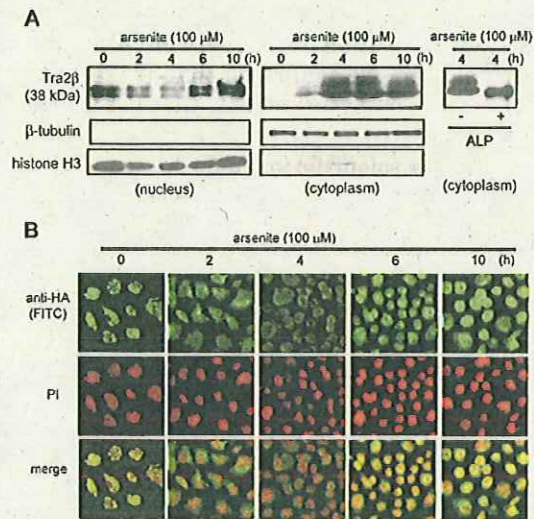 A
arsenite (100 µM) arsenite (100 µM) arsenite (100 µM)
0 2 4 6 10 (h) 0 2 4 6 10 (h) 4 4 (h)
Tra2β
(38 kDa)
- +
β-tubulin
ALP
histone H3
(nucleus) (cytoplasm) (cytoplasm)
B
arsenite (100 µM)
0 2 4 6 10 (h)
anti-HA
(FITC)
PI
merge